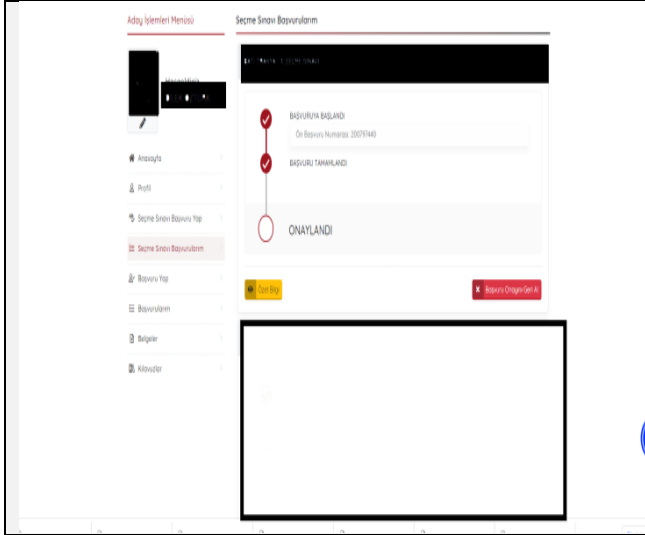 Aday İşlemleri Menüsü
Seçme Sınavı Başvurularım
Anasayfa
Profil
Seçme Sınavı Başvuru Yap
Seçme Sınavı Başvurularım
Başvuru Yap
Başvurularım
Belgeler
Kılavuzlar
BAŞVURUYA BAŞLANDI
Ön Başvuru Numarası: 200797440
BAŞVURU TAMAMLANDI
ONAYLANDI
Özet Bilgi
Başvuru Onayını Geri Al